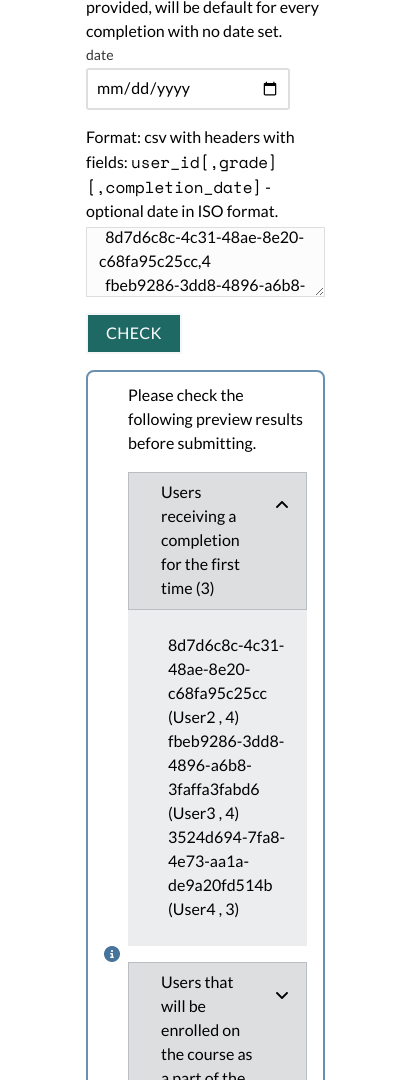 provided, will be default for every
completion with no date set.
date
mm/dd/yyyy
Format: csv with headers with
fields: user_id[,grade]
[,completion_date] -
optional date in ISO format.
8d7d6c8c-4c31-48ae-8e20-
c68fa95c25cc,4
fbeb9286-3dd8-4896-a6b8-
CHECK
Please check the
following preview results
before submitting.
Users
receiving a
completion
for the first
time (3)
8d7d6c8c-4c31-
48ae-8e20-
c68fa95c25cc
(User2 , 4)
fbeb9286-3dd8-
4896-a6b8-
3faffa3fabd6
(User3 , 4)
3524d694-7fa8-
4e73-aa1a-
de9a20fd514b
(User4 , 3)
Users that
will be
enrolled on
the course as
a part of the